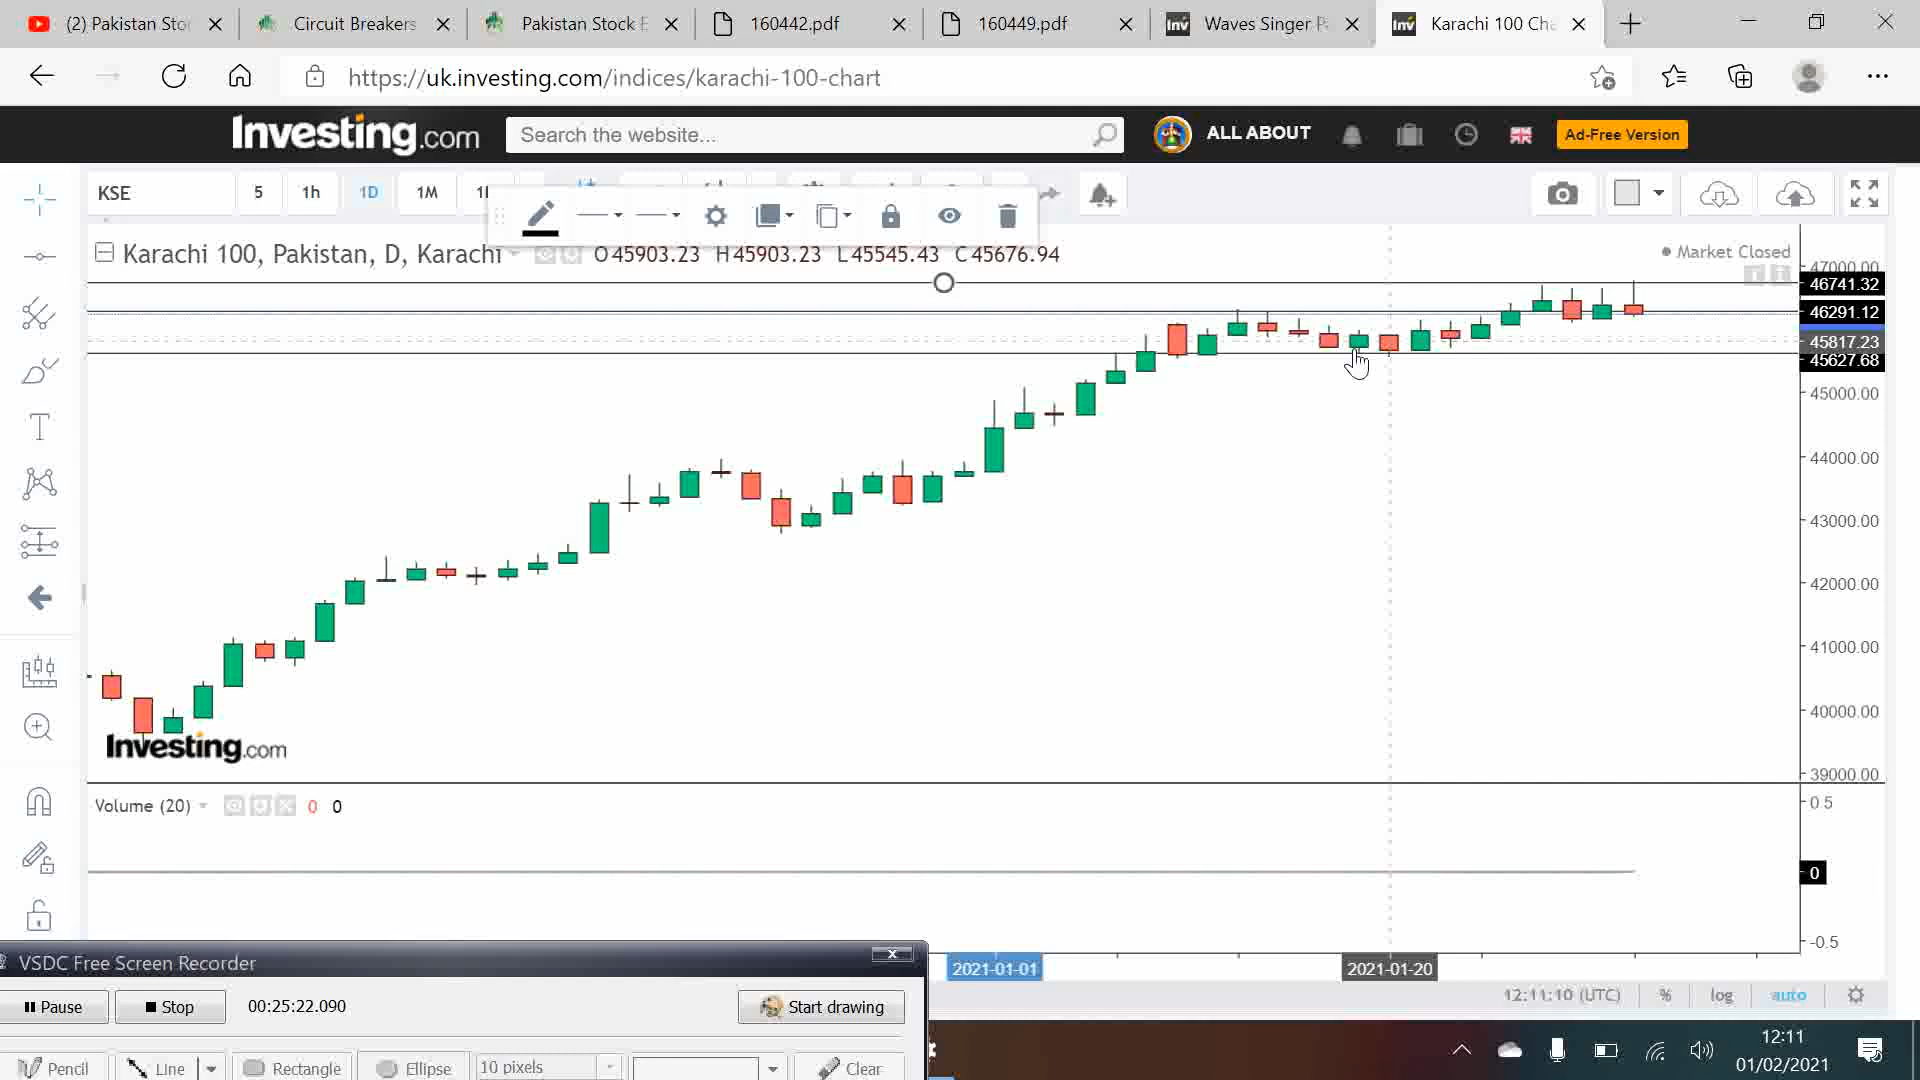 (2) Pakistan Sto
Circuit Breakers
Pakistan Stock E
160442.pdf
160449.pdf
Waves Singer P
Karachi 100 Cha
https://uk.investing.com/indices/karachi-100-chart
Investing.com
Search the website...
ALL ABOUT
Ad-Free Version
KSE
5
1h
1D
1M
Karachi 100, Pakistan, D, Karachi
O45903.23 H45903.23 L45545.43 C45676.94
Market Closed
47000.00
46741.32
46291.12
45817.23
45627.68
45000.00
44000.00
43000.00
42000.00
41000.00
40000.00
39000.00
Investing.com
Volume (20)
0 0
0.5
0
-0.5
2021-01-01
2021-01-20
12:11:10 (UTC)
%
log
auto
VSDC Free Screen Recorder
Pause
Stop
00:25:22.090
Start drawing
Pencil
Line
Rectangle
Ellipse
10 pixels
Clear
12:11
01/02/2021